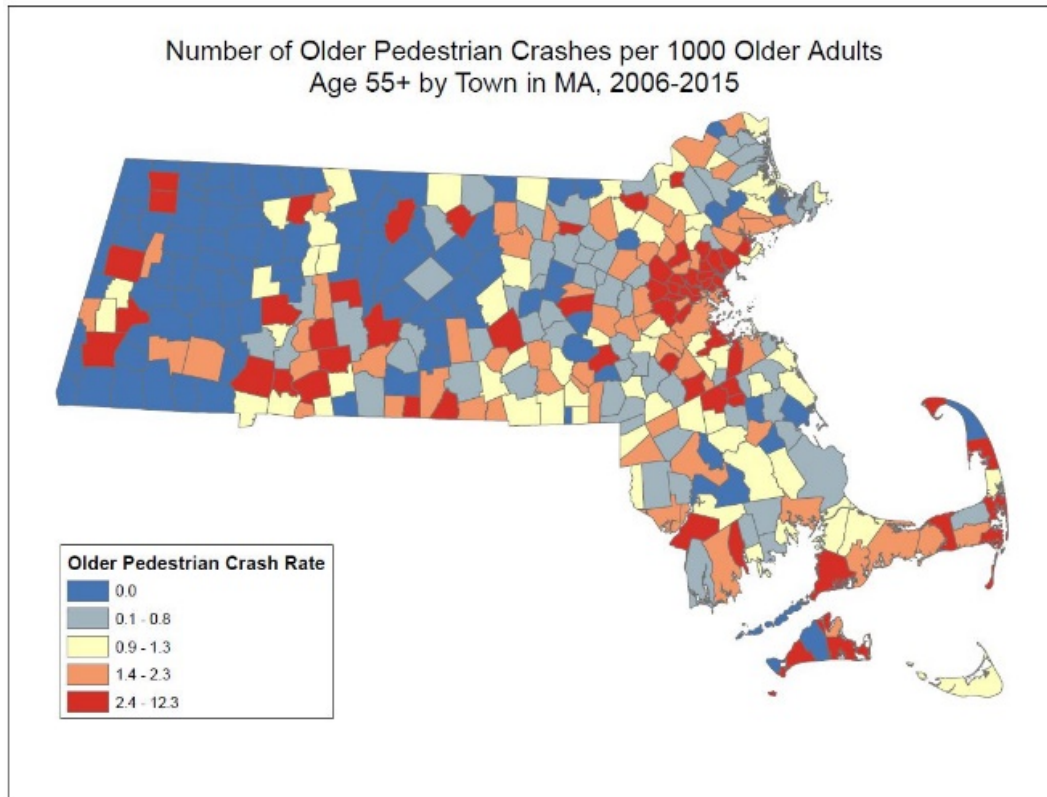 Number of Older Pedestrian Crashes per 1000 Older Adults
Age 55+ by Town in MA, 2006-2015
Older Pedestrian Crash Rate
0.0
0.1 - 0.8
0.9 - 1.3
1.4 - 2.3
2.4 - 12.3